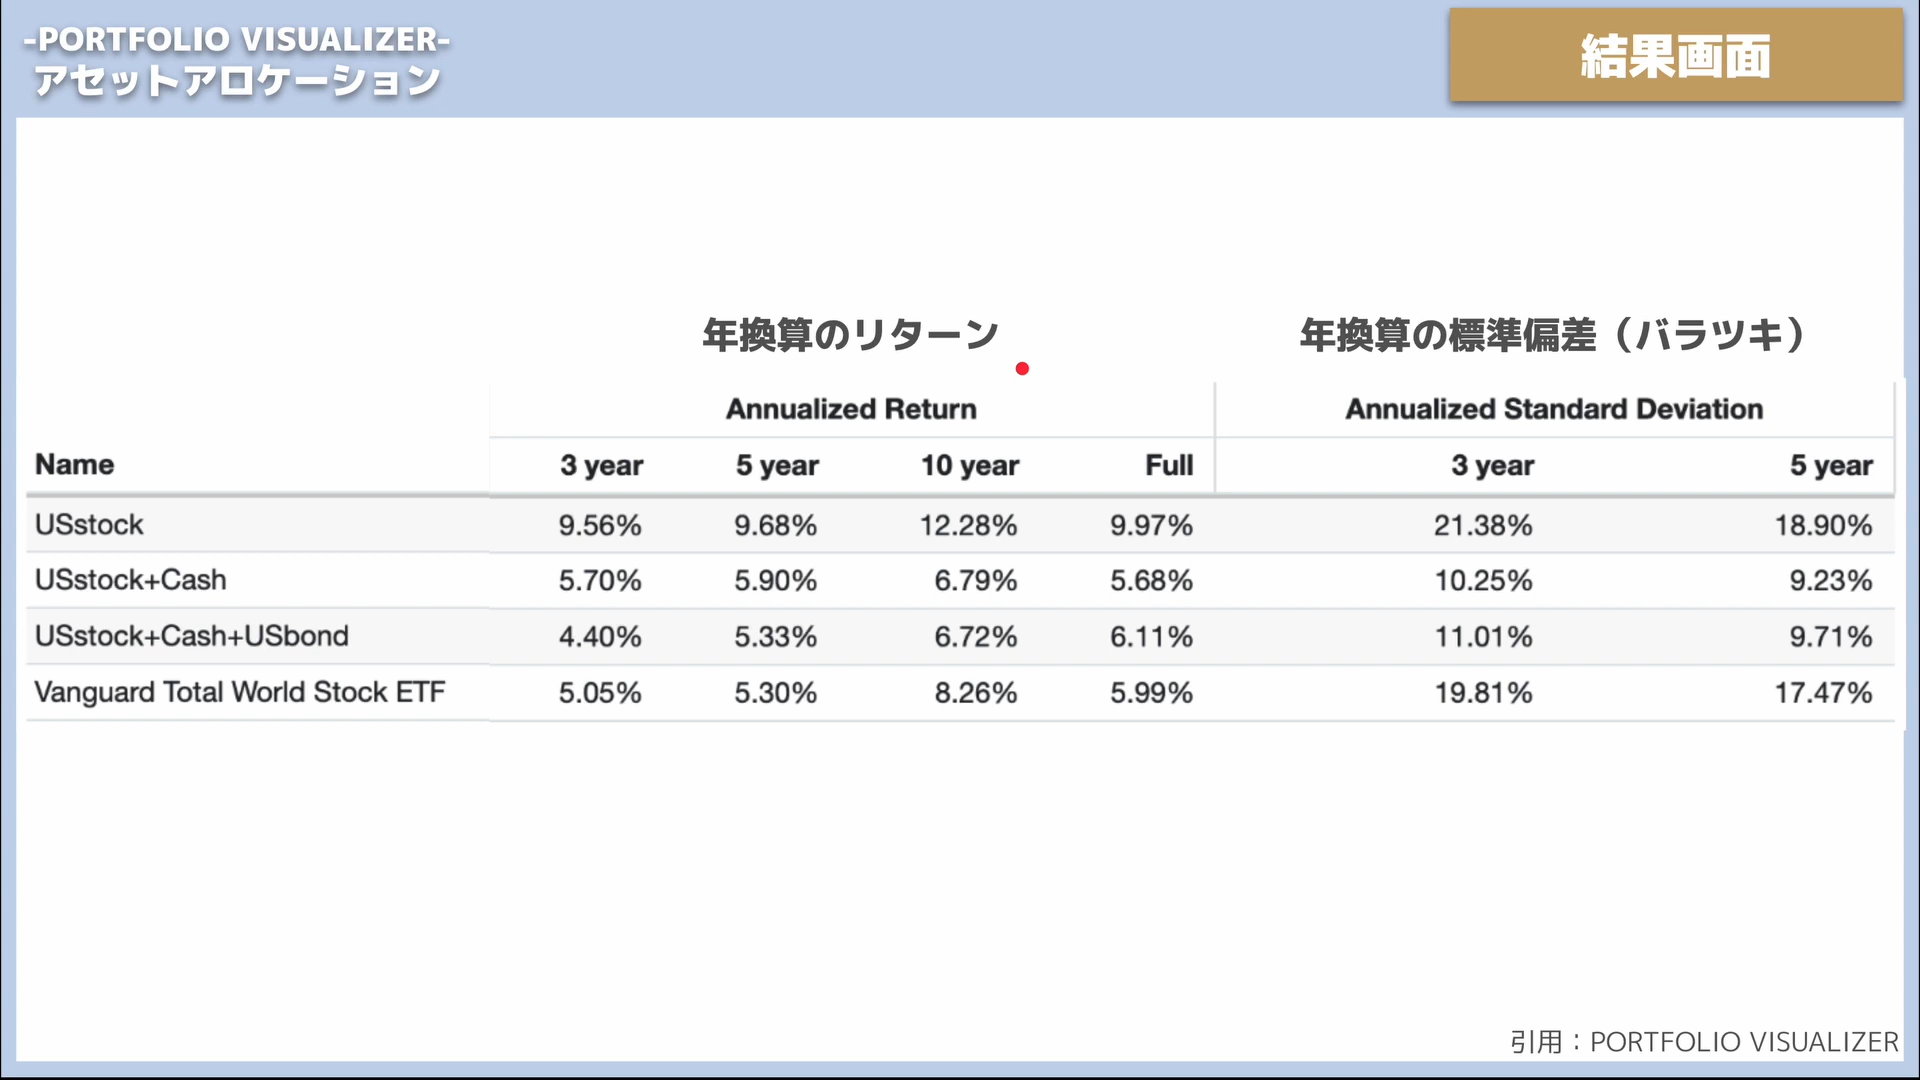 -PORTFOLIO VISUALIZER-
アセットアロケーション
結果画面
年換算のリターン 年換算の標準偏差（バラツキ）
Annualized Return Annualized Standard Deviation
Name 3 year 5 year 10 year Full 3 year 5 year
USstock 9.56% 9.68% 12.28% 9.97% 21.38% 18.90%
USstock+Cash 5.70% 5.90% 6.79% 5.68% 10.25% 9.23%
USstock+Cash+USbond 4.40% 5.33% 6.72% 6.11% 11.01% 9.71%
Vanguard Total World Stock ETF 5.05% 5.30% 8.26% 5.99% 19.81% 17.47%
引用：PORTFOLIO VISUALIZER